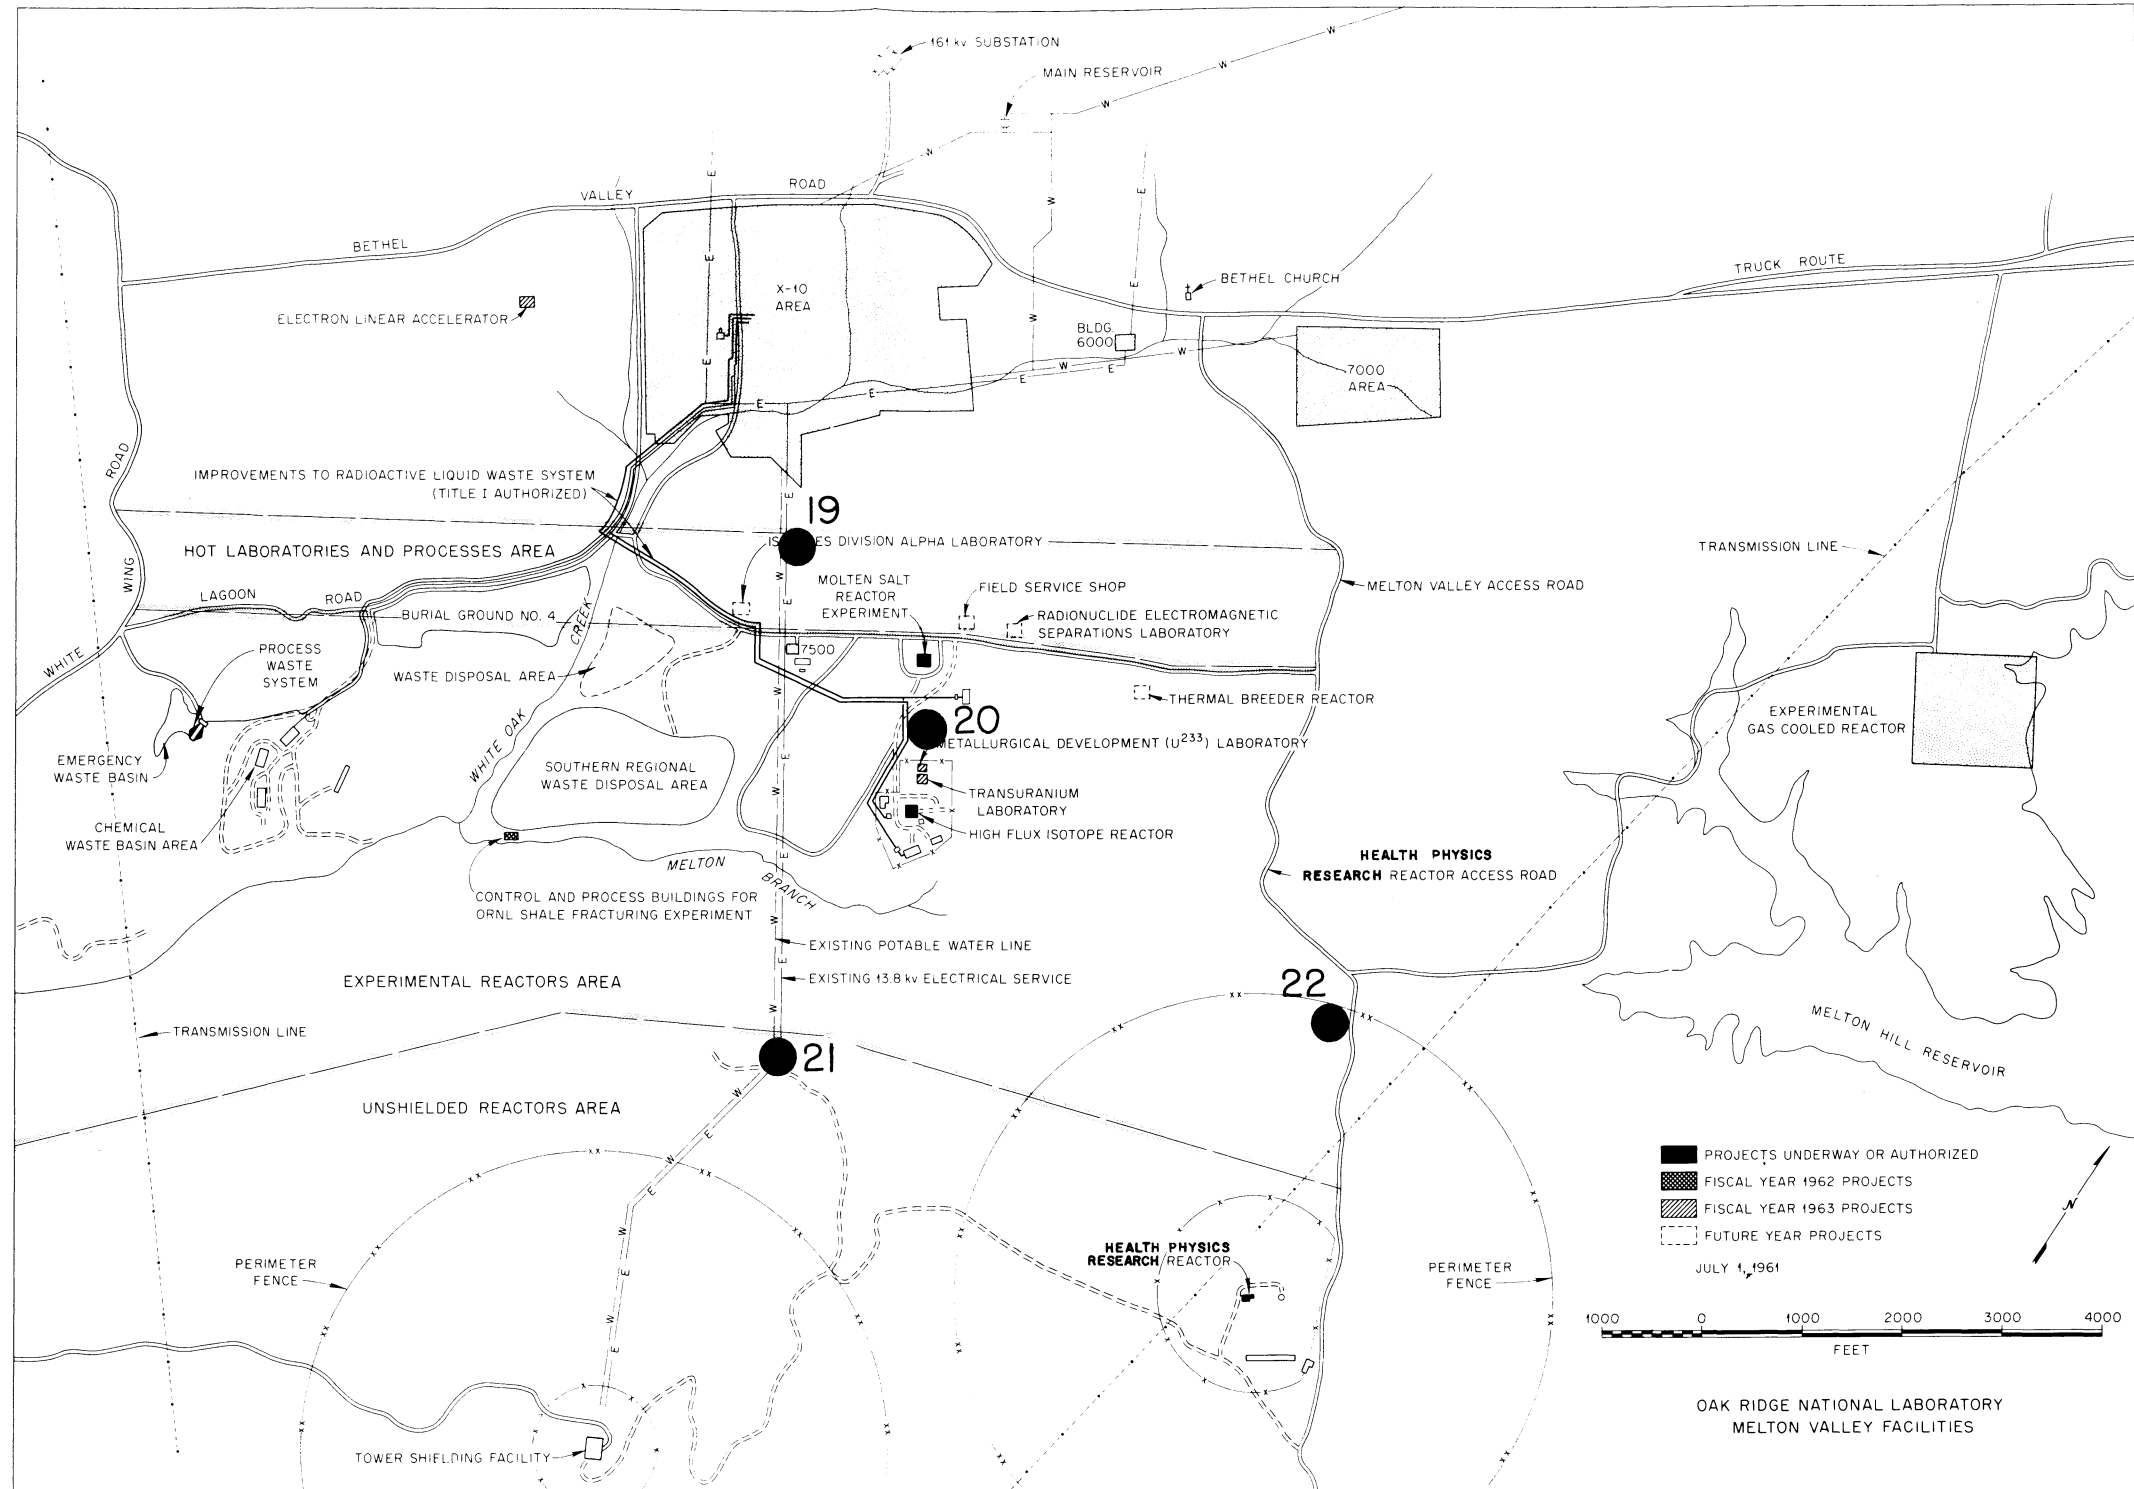 161 kv SUBSTATION
MAIN RESERVOIR
VALLEY
ROAD
BETHEL
TRUCK ROUTE
BETHEL CHURCH
X-10
AREA
ELECTRON LINEAR ACCELERATOR
BLDG.
6000
7000
AREA
ROAD
WING
WHITE
IMPROVEMENTS TO RADIOACTIVE LIQUID WASTE SYSTEM
(TITLE I AUTHORIZED)
19
HOT LABORATORIES AND PROCESSES AREA
ES DIVISION ALPHA LABORATORY
TRANSMISSION LINE
MOLTEN SALT
REACTOR
EXPERIMENT
FIELD SERVICE SHOP
MELTON VALLEY ACCESS ROAD
LAGOON
ROAD
BURIAL GROUND NO. 4
CREEK
RADIONUCLIDE ELECTROMAGNETIC
SEPARATIONS LABORATORY
PROCESS
WASTE
SYSTEM
7500
WASTE DISPOSAL AREA
THERMAL BREEDER REACTOR
WHITE OAK
20
EXPERIMENTAL
GAS COOLED REACTOR
METALLURGICAL DEVELOPMENT (U233) LABORATORY
EMERGENCY
WASTE BASIN
SOUTHERN REGIONAL
WASTE DISPOSAL AREA
TRANSURANIUM
LABORATORY
CHEMICAL
WASTE BASIN AREA
HIGH FLUX ISOTOPE REACTOR
MELTON
BRANCH
HEALTH PHYSICS
RESEARCH REACTOR ACCESS ROAD
CONTROL AND PROCESS BUILDINGS FOR
ORNL SHALE FRACTURING EXPERIMENT
EXISTING POTABLE WATER LINE
EXPERIMENTAL REACTORS AREA
EXISTING 13.8 kv ELECTRICAL SERVICE
22
MELTON HILL RESERVOIR
TRANSMISSION LINE
21
UNSHIELDED REACTORS AREA
PROJECTS UNDERWAY OR AUTHORIZED
FISCAL YEAR 1962 PROJECTS
FISCAL YEAR 1963 PROJECTS
FUTURE YEAR PROJECTS
N
JULY 1, 1961
PERIMETER
FENCE
HEALTH PHYSICS
RESEARCH REACTOR
PERIMETER
FENCE
1000 0 1000 2000 3000 4000
FEET
OAK RIDGE NATIONAL LABORATORY
MELTON VALLEY FACILITIES
TOWER SHIELDING FACILITY